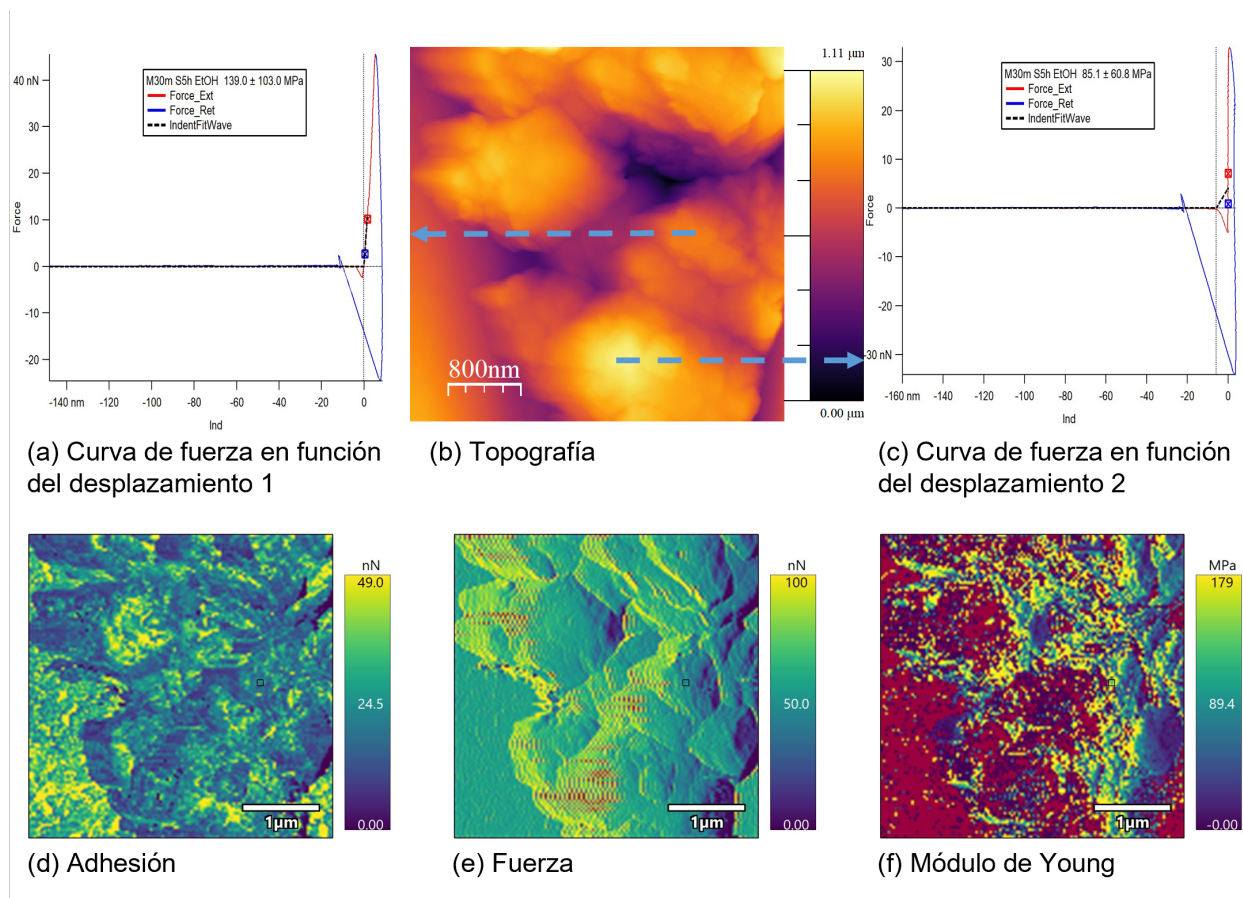 40 nN
30
20
10
0
-10
-20
Force
M30m S5h EtOH 139.0 ± 103.0 MPa
Force_Ext
Force_Ret
IndentFitWave
-140 nm
-120
-100
-80
-60
-40
-20
0
Ind
(a) Curva de fuerza en función
del desplazamiento 1
1.11 μm
0.00 μm
800nm
(b) Topografía
30
20
10
0
-10
-20
-30 nN
Force
M30m S5h EtOH 85.1 ± 60.8 MPa
Force_Ext
Force_Ret
IndentFitWave
-160 nm
-140
-120
-100
-80
-60
-40
-20
0
Ind
(c) Curva de fuerza en función
del desplazamiento 2
nN
49.0
24.5
0.00
1μm
(d) Adhesión
nN
100
50.0
0.00
1μm
(e) Fuerza
MPa
179
89.4
-0.00
1μm
(f) Módulo de Young